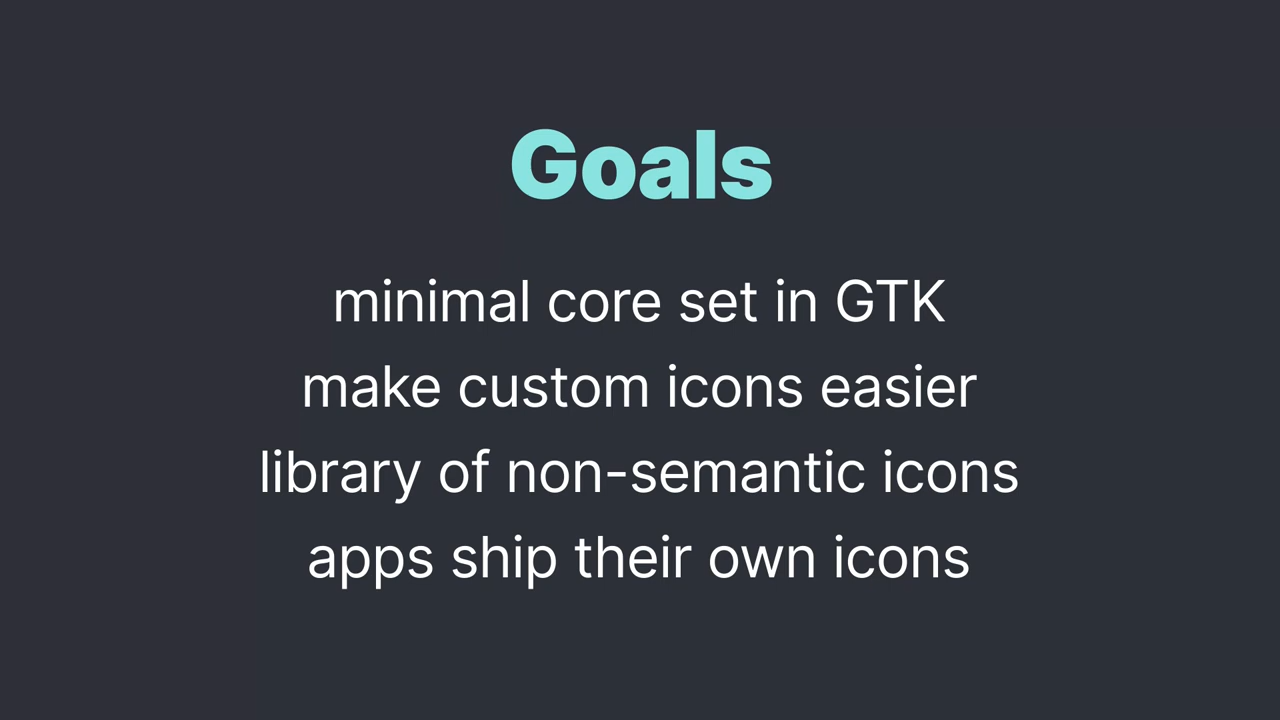 Goals
minimal core set in GTK
make custom icons easier
library of non-semantic icons
apps ship their own icons